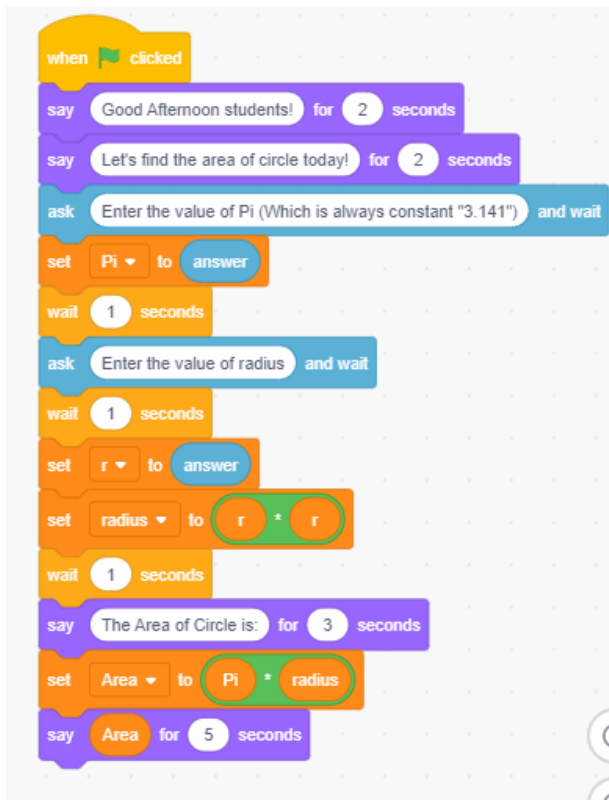 when clicked
say Good Afternoon students! for 2 seconds
say Let's find the area of circle today! for 2 seconds
ask Enter the value of Pi (Which is always constant "3.141") and wait
set Pi to answer
wait 1 seconds
ask Enter the value of radius and wait
wait 1 seconds
set r to answer
set radius to r * r
wait 1 seconds
say The Area of Circle is: for 3 seconds
set Area to Pi * radius
say Area for 5 seconds